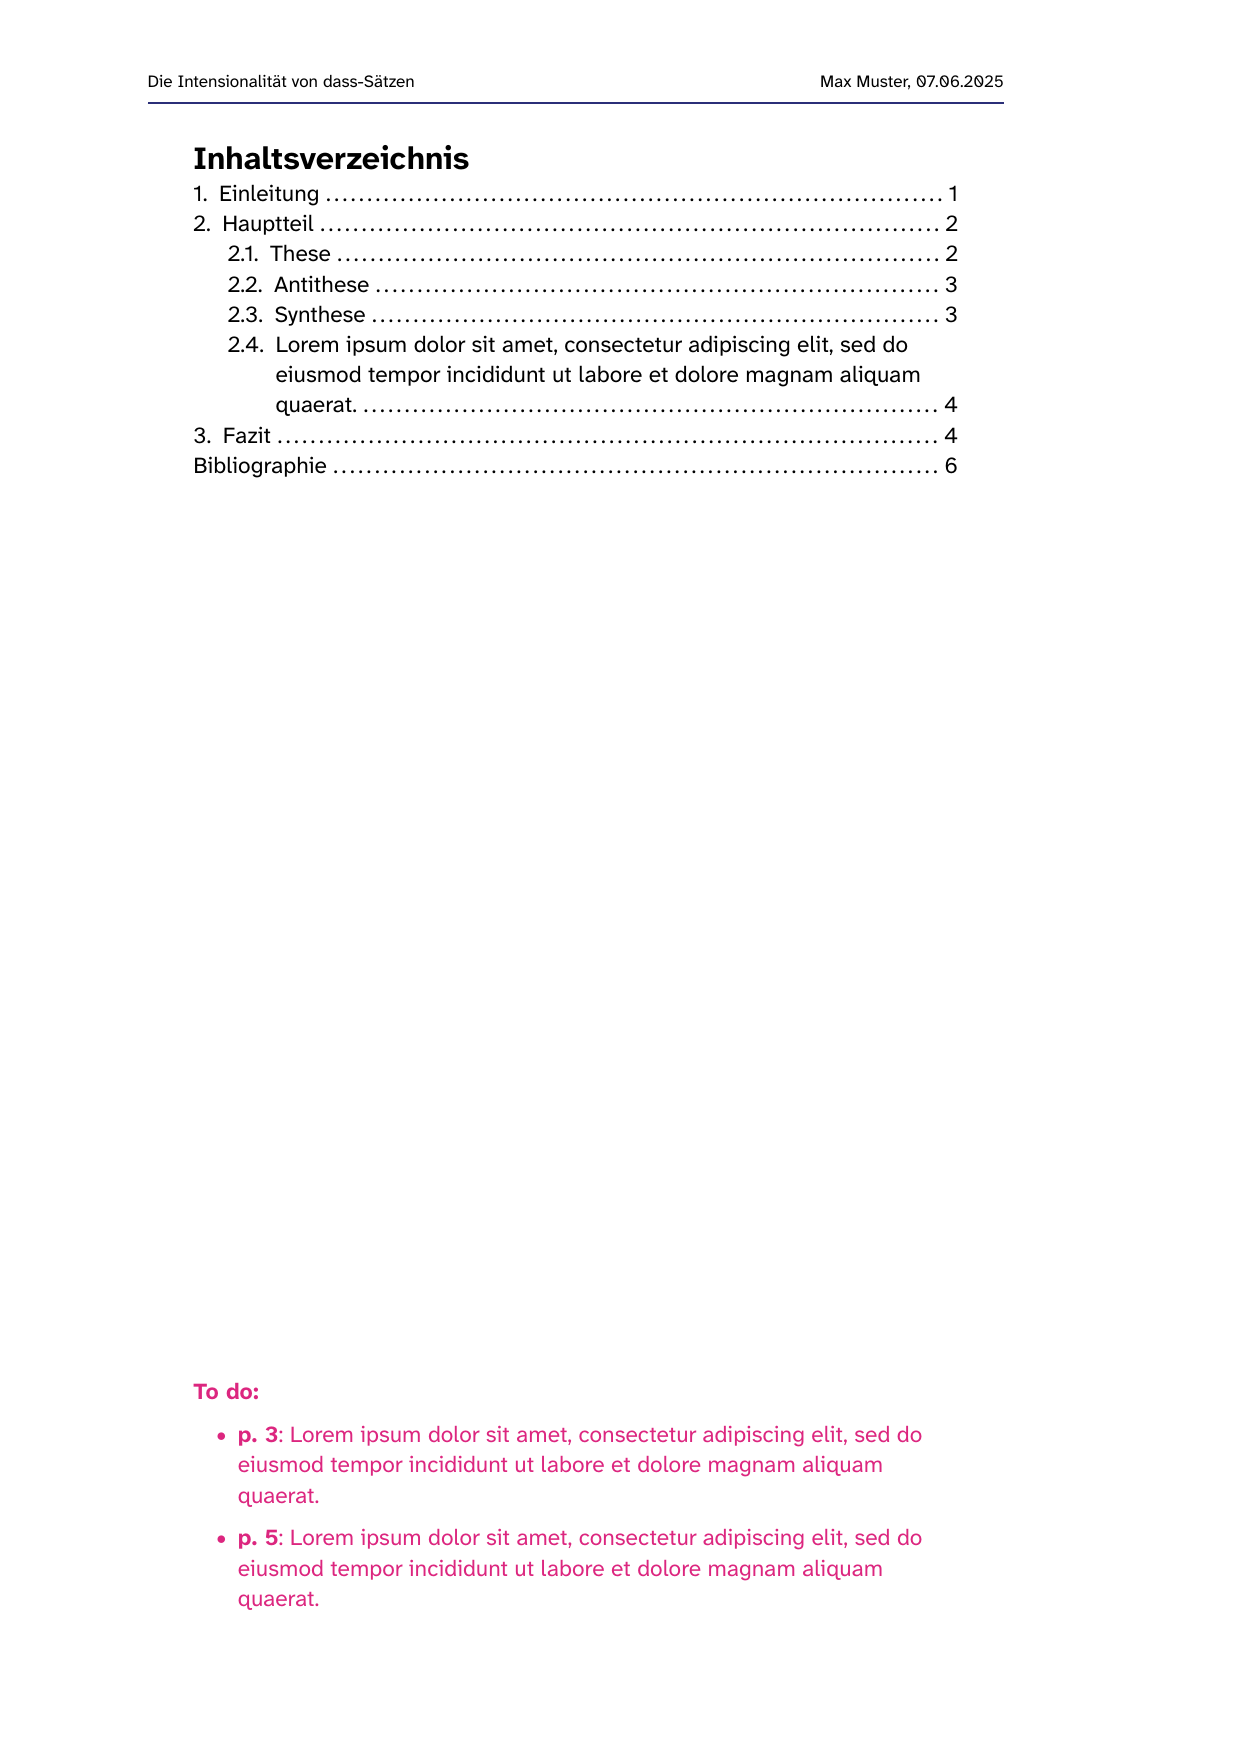 Die Intensionalität von dass-Sätzen Max Muster, 07.06.2025
Inhaltsverzeichnis
1. Einleitung ........................................................................... 1
2. Hauptteil ........................................................................... 2
2.1. These ......................................................................... 2
2.2. Antithese .................................................................... 3
2.3. Synthese ..................................................................... 3
2.4. Lorem ipsum dolor sit amet, consectetur adipiscing elit, sed do
eiusmod tempor incididunt ut labore et dolore magnam aliquam
quaerat. ...................................................................... 4
3. Fazit ................................................................................ 4
Bibliographie ......................................................................... 6
To do:
• p. 3: Lorem ipsum dolor sit amet, consectetur adipiscing elit, sed do
eiusmod tempor incididunt ut labore et dolore magnam aliquam
quaerat.
• p. 5: Lorem ipsum dolor sit amet, consectetur adipiscing elit, sed do
eiusmod tempor incididunt ut labore et dolore magnam aliquam
quaerat.